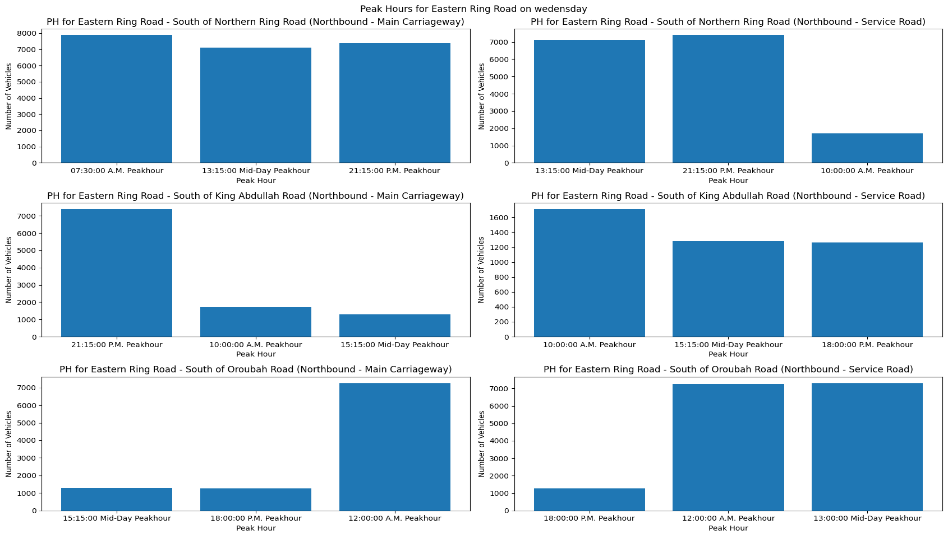 Peak Hours for Eastern Ring Road on wedensday
PH for Eastern Ring Road - South of Northern Ring Road (Northbound - Main Carriageway)
Number of Vehicles
8000
7000
6000
5000
4000
3000
2000
1000
0
07:30:00 A.M. Peakhour
13:15:00 Mid-Day Peakhour
21:15:00 P.M. Peakhour
Peak Hour
PH for Eastern Ring Road - South of Northern Ring Road (Northbound - Service Road)
Number of Vehicles
7000
6000
5000
4000
3000
2000
1000
0
13:15:00 Mid-Day Peakhour
21:15:00 P.M. Peakhour
10:00:00 A.M. Peakhour
Peak Hour
PH for Eastern Ring Road - South of King Abdullah Road (Northbound - Main Carriageway)
Number of Vehicles
7000
6000
5000
4000
3000
2000
1000
0
21:15:00 P.M. Peakhour
10:00:00 A.M. Peakhour
15:15:00 Mid-Day Peakhour
Peak Hour
PH for Eastern Ring Road - South of King Abdullah Road (Northbound - Service Road)
Number of Vehicles
1600
1400
1200
1000
800
600
400
200
0
10:00:00 A.M. Peakhour
15:15:00 Mid-Day Peakhour
18:00:00 P.M. Peakhour
Peak Hour
PH for Eastern Ring Road - South of Oroubah Road (Northbound - Main Carriageway)
Number of Vehicles
7000
6000
5000
4000
3000
2000
1000
0
15:15:00 Mid-Day Peakhour
18:00:00 P.M. Peakhour
12:00:00 A.M. Peakhour
Peak Hour
PH for Eastern Ring Road - South of Oroubah Road (Northbound - Service Road)
Number of Vehicles
7000
6000
5000
4000
3000
2000
1000
0
18:00:00 P.M. Peakhour
12:00:00 A.M. Peakhour
13:00:00 Mid-Day Peakhour
Peak Hour